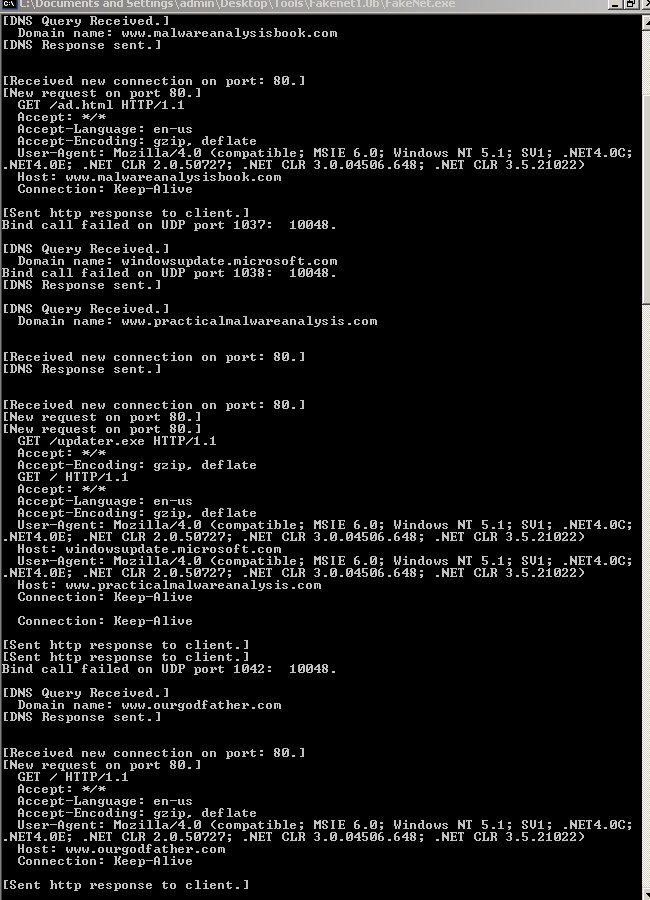 C:\Documents and Settings\admin\Desktop\Tools\Fakenet1.0b\FakeNet.exe
[DNS Query Received.]
  Domain name: www.malwareanalysisbook.com
[DNS Response sent.]
[Received new connection on port: 80.]
[New request on port 80.]
  GET /ad.html HTTP/1.1
  Accept: */*
  Accept-Language: en-us
  Accept-Encoding: gzip, deflate
  User-Agent: Mozilla/4.0 (compatible; MSIE 6.0; Windows NT 5.1; SV1; .NET4.0C;
.NET4.0E; .NET CLR 2.0.50727; .NET CLR 3.0.04506.648; .NET CLR 3.5.21022)
  Host: www.malwareanalysisbook.com
  Connection: Keep-Alive
[Sent http response to client.]
Bind call failed on UDP port 1037:  10048.
[DNS Query Received.]
  Domain name: windowsupdate.microsoft.com
Bind call failed on UDP port 1038:  10048.
[DNS Response sent.]
[DNS Query Received.]
  Domain name: www.practicalmalwareanalysis.com
[Received new connection on port: 80.]
[DNS Response sent.]
[Received new connection on port: 80.]
[New request on port 80.]
[New request on port 80.]
  GET /updater.exe HTTP/1.1
  Accept: */*
  Accept-Encoding: gzip, deflate
  GET / HTTP/1.1
  Accept: */*
  Accept-Language: en-us
  Accept-Encoding: gzip, deflate
  User-Agent: Mozilla/4.0 (compatible; MSIE 6.0; Windows NT 5.1; SV1; .NET4.0C;
.NET4.0E; .NET CLR 2.0.50727; .NET CLR 3.0.04506.648; .NET CLR 3.5.21022)
  Host: windowsupdate.microsoft.com
  User-Agent: Mozilla/4.0 (compatible; MSIE 6.0; Windows NT 5.1; SV1; .NET4.0C;
.NET4.0E; .NET CLR 2.0.50727; .NET CLR 3.0.04506.648; .NET CLR 3.5.21022)
  Host: www.practicalmalwareanalysis.com
  Connection: Keep-Alive
  Connection: Keep-Alive
[Sent http response to client.]
[Sent http response to client.]
Bind call failed on UDP port 1042:  10048.
[DNS Query Received.]
  Domain name: www.ourgodfather.com
[DNS Response sent.]
[Received new connection on port: 80.]
[New request on port 80.]
  GET / HTTP/1.1
  Accept: */*
  Accept-Language: en-us
  Accept-Encoding: gzip, deflate
  User-Agent: Mozilla/4.0 (compatible; MSIE 6.0; Windows NT 5.1; SV1; .NET4.0C;
.NET4.0E; .NET CLR 2.0.50727; .NET CLR 3.0.04506.648; .NET CLR 3.5.21022)
  Host: www.ourgodfather.com
  Connection: Keep-Alive
[Sent http response to client.]